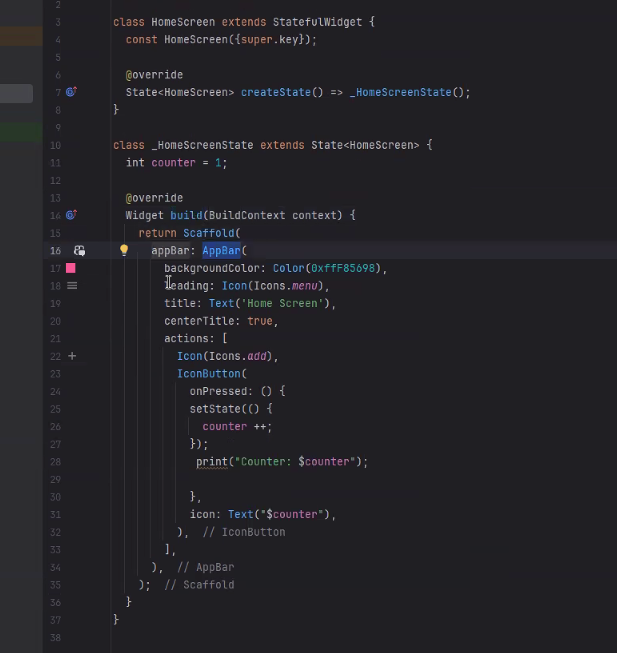 2
3 class HomeScreen extends StatefulWidget {
4 const HomeScreen({super.key});
5
6 @override
7 State<HomeScreen> createState() => _HomeScreenState();
8 }
9
10 class _HomeScreenState extends State<HomeScreen> {
11 int counter = 1;
12
13 @override
14 Widget build(BuildContext context) {
15 return Scaffold(
16 appBar: AppBar(
17 backgroundColor: Color(0xffF85698),
18 leading: Icon(Icons.menu),
19 title: Text('Home Screen'),
20 centerTitle: true,
21 actions: [
22 Icon(Icons.add),
23 IconButton(
24 onPressed: () {
25 setState(() {
26 counter ++;
27 });
28 print("Counter: $counter");
29
30 },
31 icon: Text("$counter"),
32 ), // IconButton
33 ],
34 ), // AppBar
35 ); // Scaffold
36 }
37 }
38